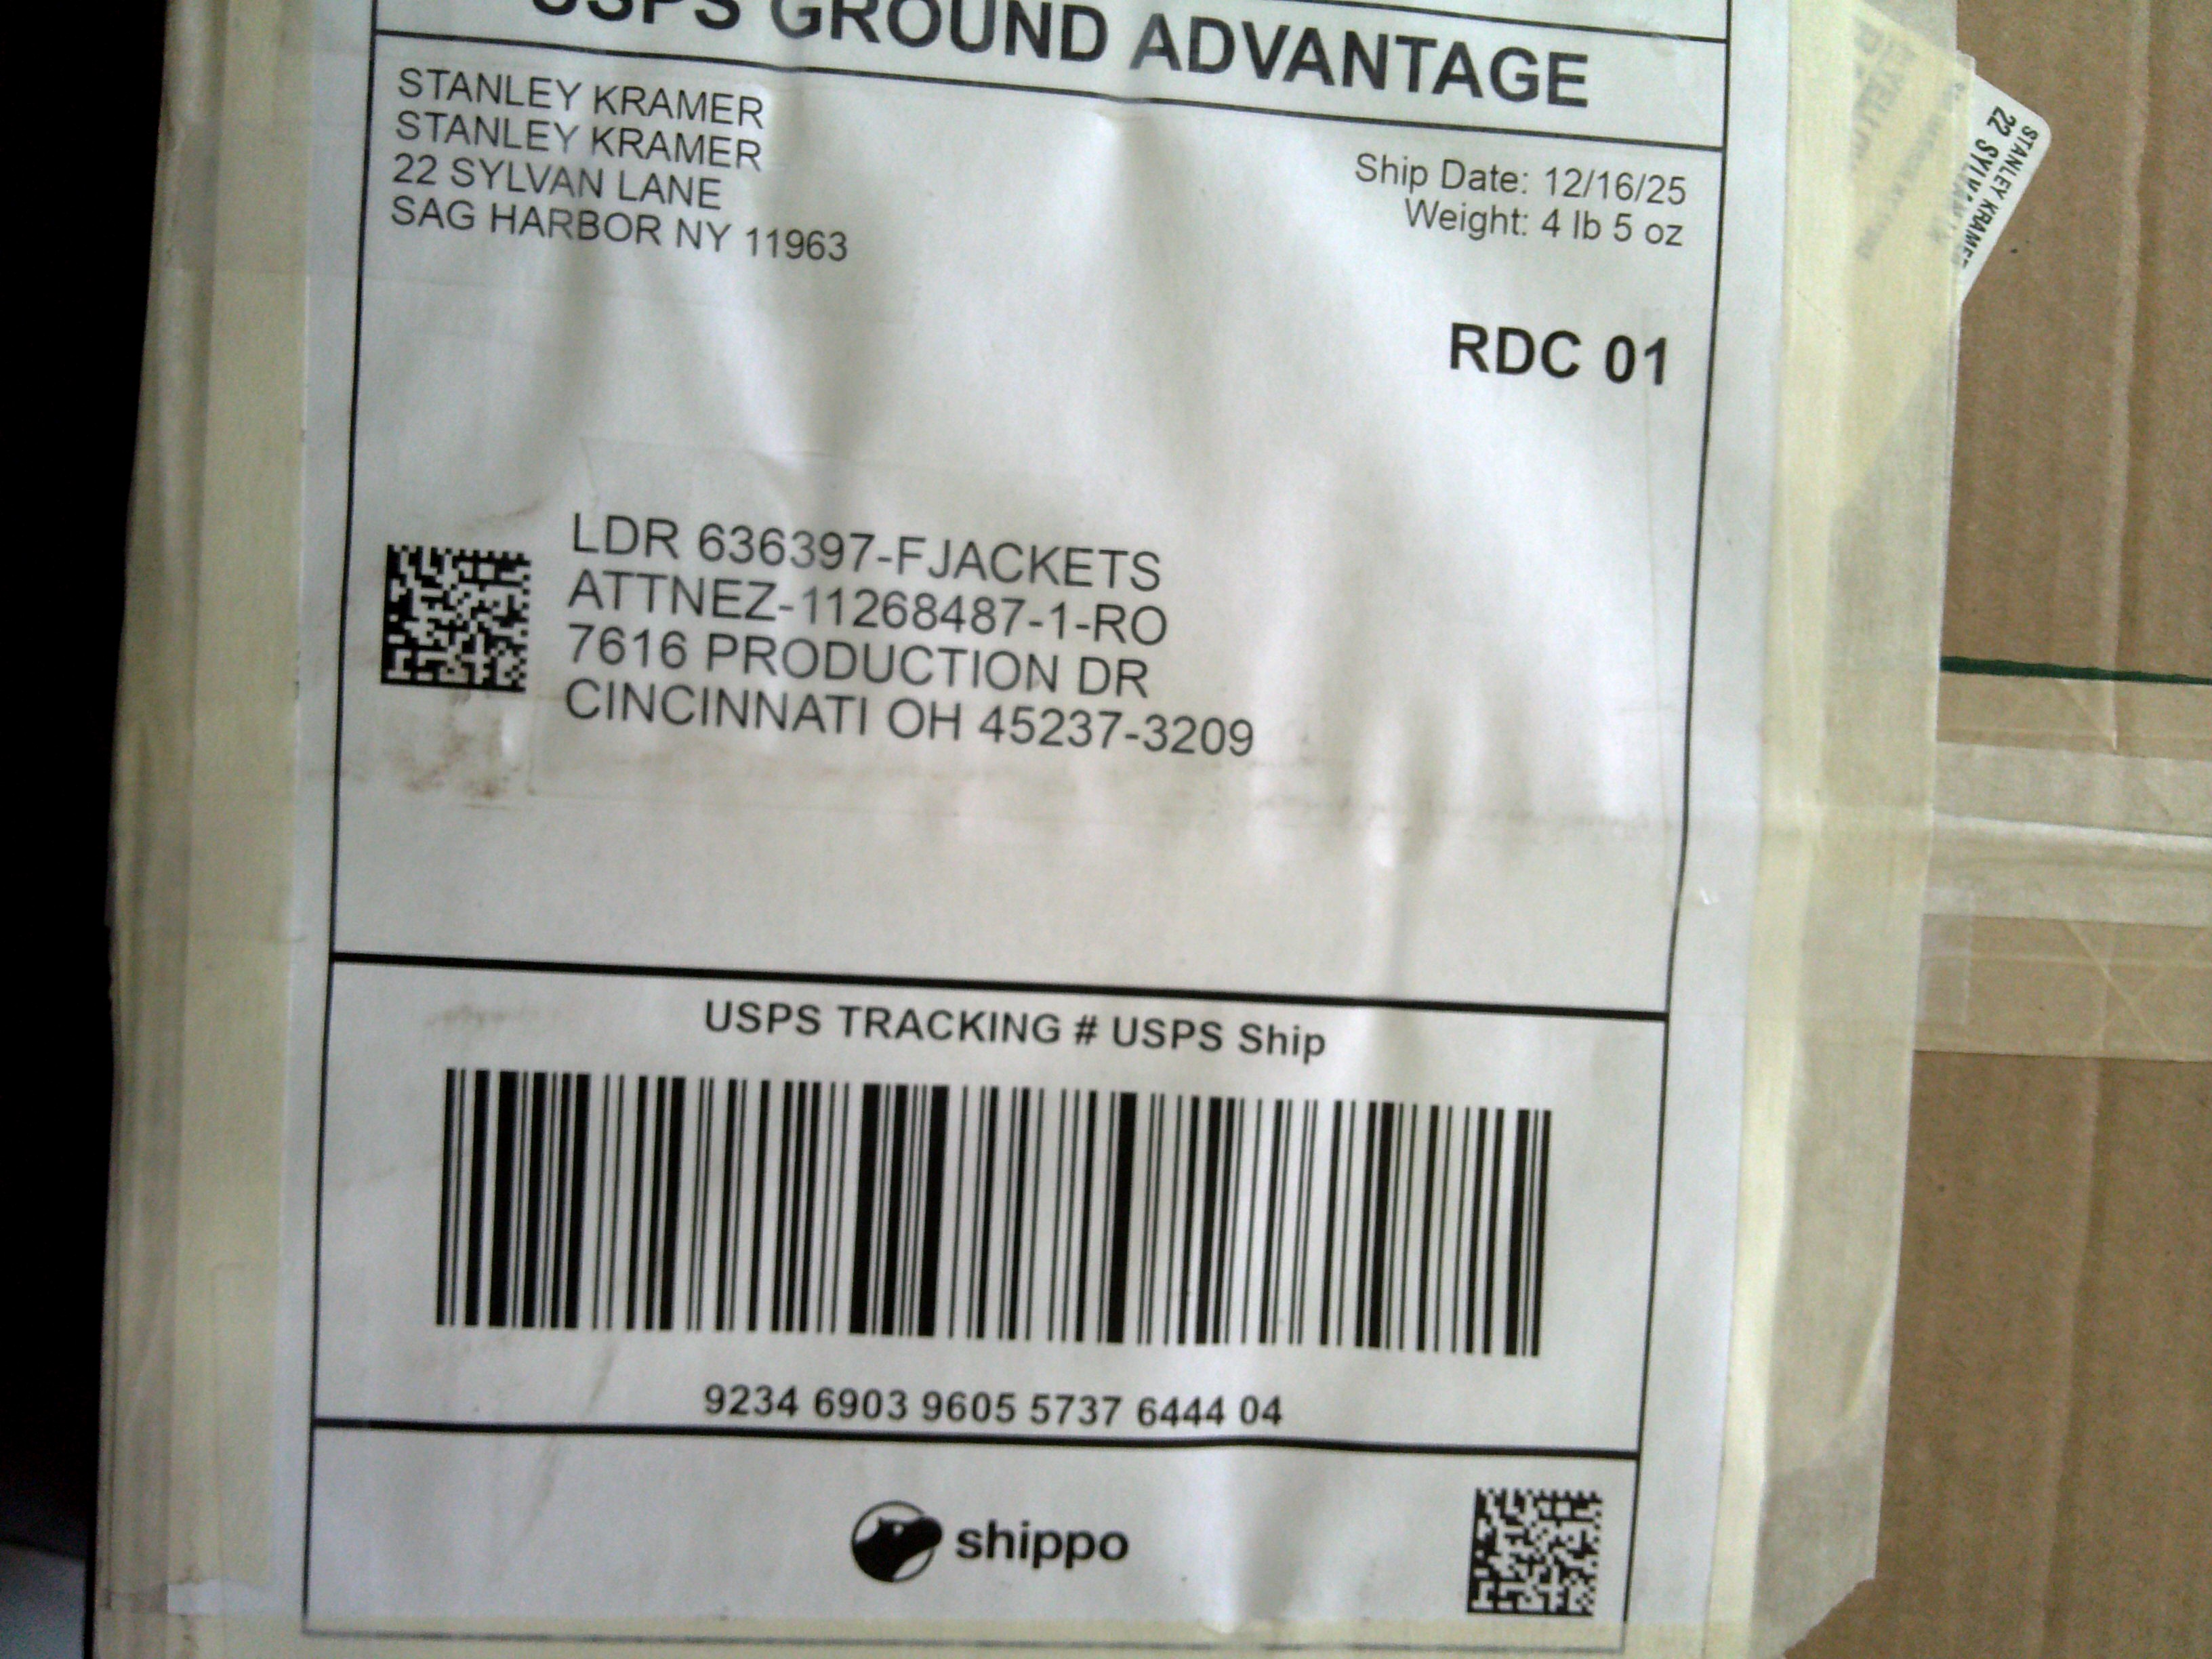 USPS GROUND ADVANTAGE
STANLEY KRAMER
STANLEY KRAMER
22 SYLVAN LANE
SAG HARBOR NY 11963
Ship Date: 12/16/25
Weight: 4 lb 5 oz
RDC 01
LDR 636397-FJACKETS
ATTNEZ-11268487-1-RO
7616 PRODUCTION DR
CINCINNATI OH 45237-3209
USPS TRACKING # USPS Ship
9234 6903 9605 5737 6444 04
shippo
STANLEY KRAMER
22